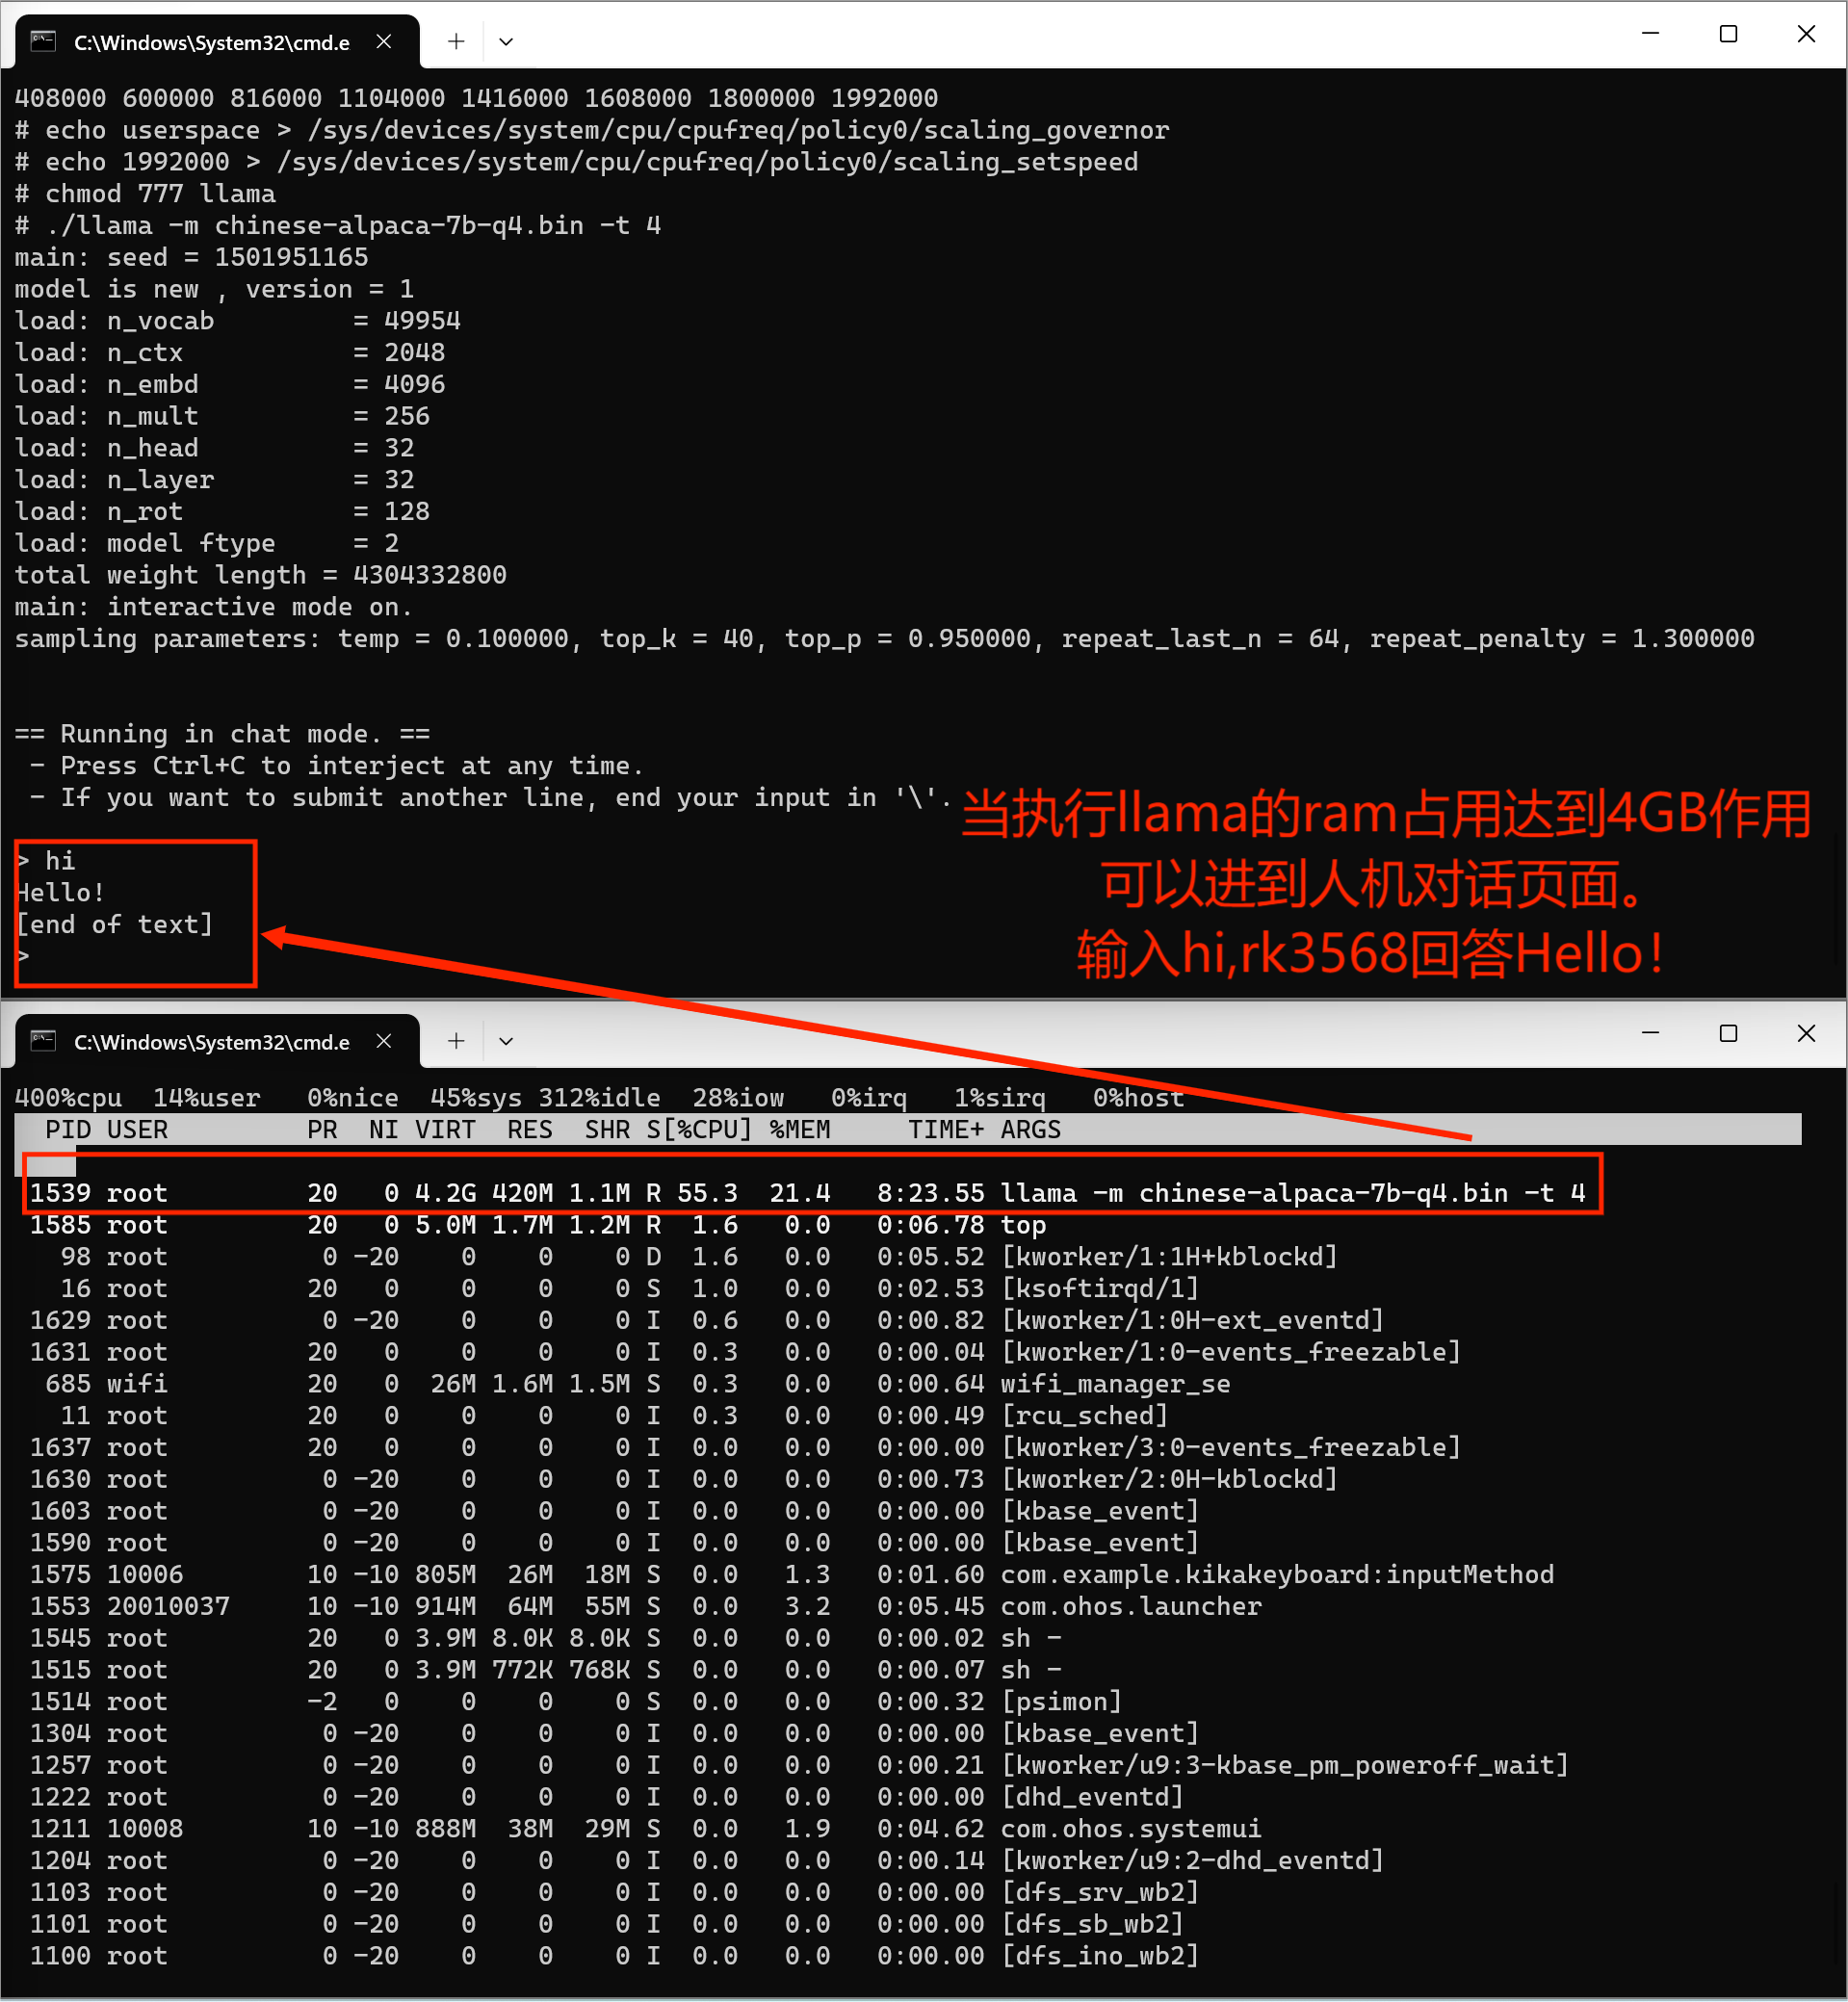 C:\Windows\System32\cmd.e
408000 600000 816000 1104000 1416000 1608000 1800000 1992000
# echo userspace > /sys/devices/system/cpu/cpufreq/policy0/scaling_governor
# echo 1992000 > /sys/devices/system/cpu/cpufreq/policy0/scaling_setspeed
# chmod 777 llama
# ./llama -m chinese-alpaca-7b-q4.bin -t 4
main: seed = 1501951165
model is new , version = 1
load: n_vocab         = 49954
load: n_ctx           = 2048
load: n_embd          = 4096
load: n_mult          = 256
load: n_head          = 32
load: n_layer         = 32
load: n_rot           = 128
load: model ftype     = 2
total weight length = 4304332800
main: interactive mode on.
sampling parameters: temp = 0.100000, top_k = 40, top_p = 0.950000, repeat_last_n = 64, repeat_penalty = 1.300000
== Running in chat mode. ==
- Press Ctrl+C to interject at any time.
- If you want to submit another line, end your input in '\'.
当执行llama的ram占用达到4GB作用
可以进到人机对话页面。
输入hi,rk3568回答Hello!
> hi
Hello!
[end of text]
>
C:\Windows\System32\cmd.e
400%cpu  14%user   0%nice  45%sys 312%idle  28%iow   0%irq   1%sirq   0%host
PID USER         PR  NI VIRT  RES  SHR S[%CPU] %MEM     TIME+ ARGS
1539 root         20   0 4.2G 420M 1.1M R 55.3  21.4   8:23.55 llama -m chinese-alpaca-7b-q4.bin -t 4
1585 root         20   0 5.0M 1.7M 1.2M R  1.6   0.0   0:06.78 top
98 root          0 -20    0    0    0 D  1.6   0.0   0:05.52 [kworker/1:1H+kblockd]
16 root         20   0    0    0    0 S  1.0   0.0   0:02.53 [ksoftirqd/1]
1629 root          0 -20    0    0    0 I  0.6   0.0   0:00.82 [kworker/1:0H-ext_eventd]
1631 root         20   0    0    0    0 I  0.3   0.0   0:00.04 [kworker/1:0-events_freezable]
685 wifi         20   0  26M 1.6M 1.5M S  0.3   0.0   0:00.64 wifi_manager_se
11 root         20   0    0    0    0 I  0.3   0.0   0:00.49 [rcu_sched]
1637 root         20   0    0    0    0 I  0.0   0.0   0:00.00 [kworker/3:0-events_freezable]
1630 root          0 -20    0    0    0 I  0.0   0.0   0:00.73 [kworker/2:0H-kblockd]
1603 root          0 -20    0    0    0 I  0.0   0.0   0:00.00 [kbase_event]
1590 root          0 -20    0    0    0 I  0.0   0.0   0:00.00 [kbase_event]
1575 10006        10 -10 805M  26M  18M S  0.0   1.3   0:01.60 com.example.kikakeyboard:inputMethod
1553 20010037     10 -10 914M  64M  55M S  0.0   3.2   0:05.45 com.ohos.launcher
1545 root         20   0 3.9M 8.0K 8.0K S  0.0   0.0   0:00.02 sh -
1515 root         20   0 3.9M 772K 768K S  0.0   0.0   0:00.07 sh -
1514 root         -2   0    0    0    0 S  0.0   0.0   0:00.32 [psimon]
1304 root          0 -20    0    0    0 I  0.0   0.0   0:00.00 [kbase_event]
1257 root          0 -20    0    0    0 I  0.0   0.0   0:00.21 [kworker/u9:3-kbase_pm_poweroff_wait]
1222 root          0 -20    0    0    0 I  0.0   0.0   0:00.00 [dhd_eventd]
1211 10008        10 -10 888M  38M  29M S  0.0   1.9   0:04.62 com.ohos.systemui
1204 root          0 -20    0    0    0 I  0.0   0.0   0:00.14 [kworker/u9:2-dhd_eventd]
1103 root          0 -20    0    0    0 I  0.0   0.0   0:00.00 [dfs_srv_wb2]
1101 root          0 -20    0    0    0 I  0.0   0.0   0:00.00 [dfs_sb_wb2]
1100 root          0 -20    0    0    0 I  0.0   0.0   0:00.00 [dfs_ino_wb2]